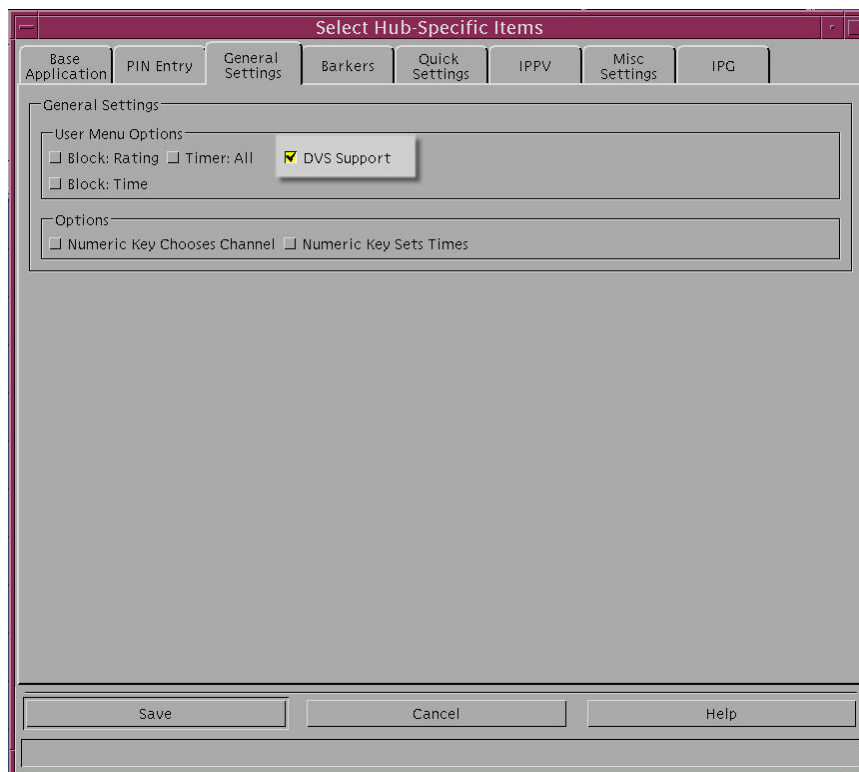 Select Hub-Specific Items
Base Application
PIN Entry
General Settings
Barkers
Quick Settings
IPPV
Misc Settings
IPG
General Settings
User Menu Options
Block: Rating
Timer: All
DVS Support
Block: Time
Options
Numeric Key Chooses Channel
Numeric Key Sets Times
Save
Cancel
Help